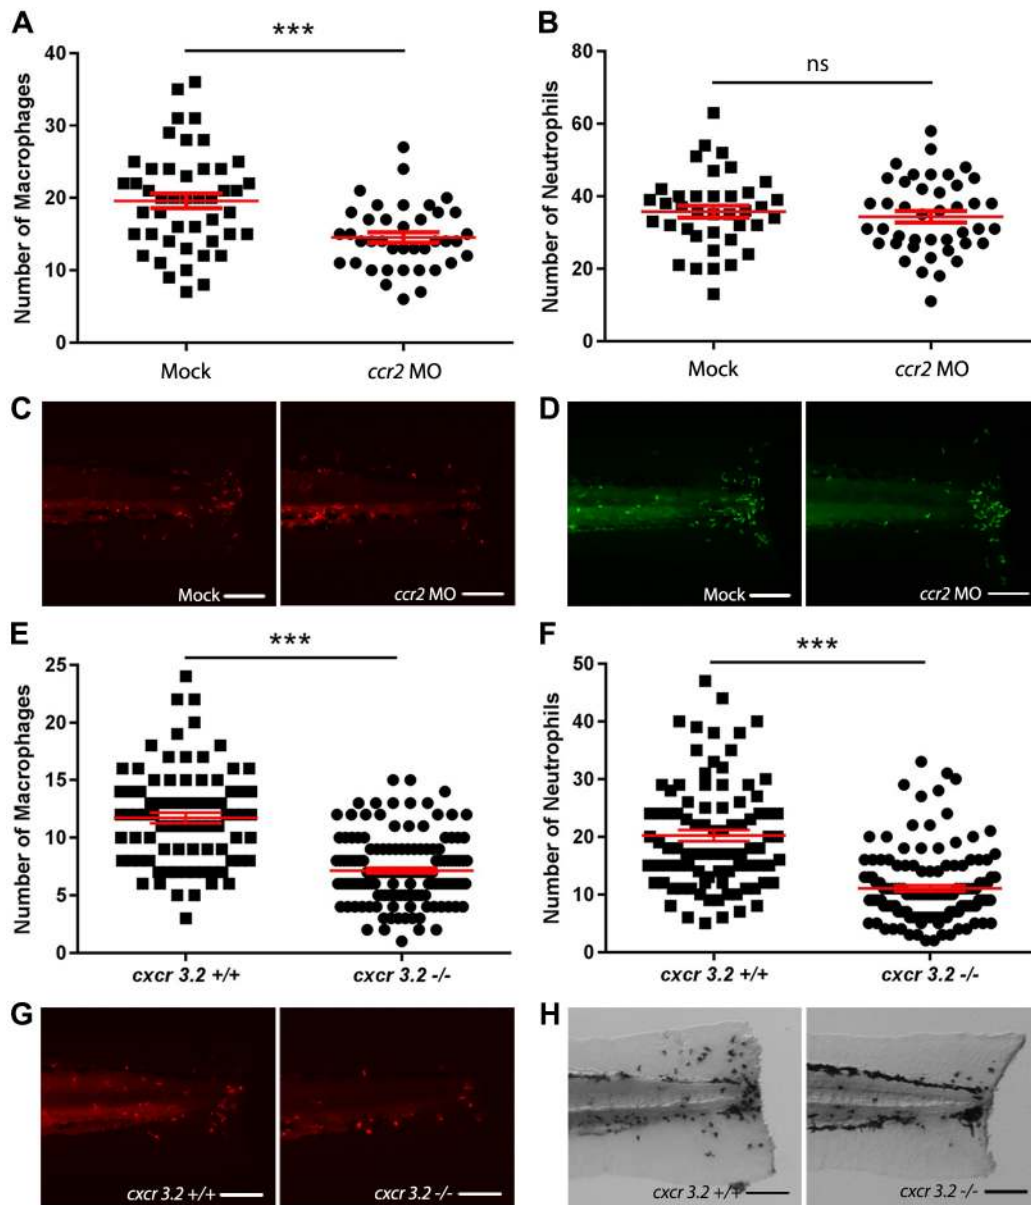 A
B
***
ns
Number of Macrophages
40
30
20
10
0
Mock
ccr2 MO
Number of Neutrophils
80
60
40
20
0
Mock
ccr2 MO
C
D
Mock
ccr2 MO
Mock
ccr2 MO
E
F
***
***
Number of Macrophages
25
20
15
10
5
0
cxcr 3.2 +/+
cxcr 3.2 -/-
Number of Neutrophils
50
40
30
20
10
0
cxcr 3.2 +/+
cxcr 3.2 -/-
G
H
cxcr 3.2 +/+
cxcr 3.2 -/-
cxcr 3.2 +/+
cxcr 3.2 -/-